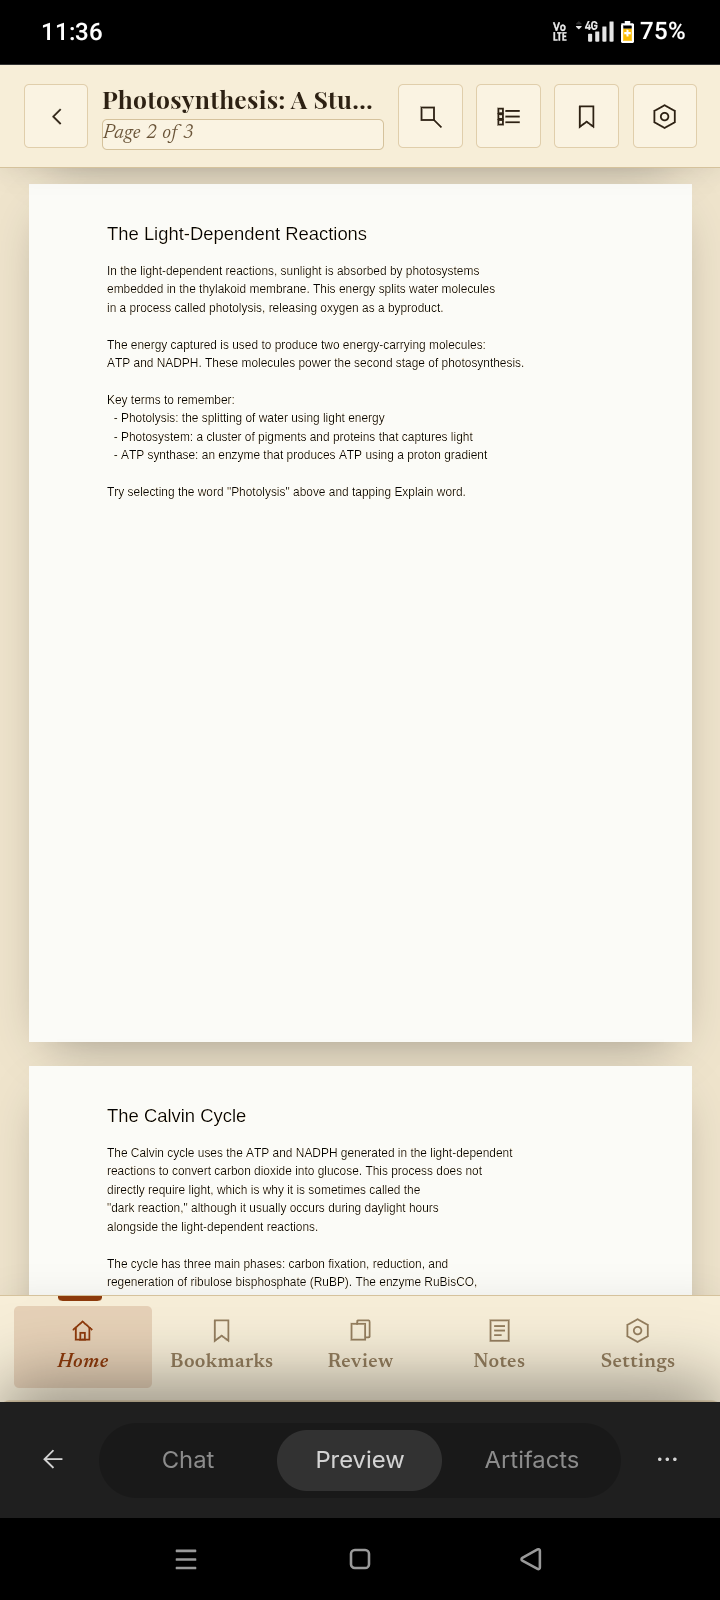 11:36
Vo LTE 4G 75%
Photosynthesis: A Stu...
Page 2 of 3
The Light-Dependent Reactions
In the light-dependent reactions, sunlight is absorbed by photosystems
embedded in the thylakoid membrane. This energy splits water molecules
in a process called photolysis, releasing oxygen as a byproduct.
The energy captured is used to produce two energy-carrying molecules:
ATP and NADPH. These molecules power the second stage of photosynthesis.
Key terms to remember:
- Photolysis: the splitting of water using light energy
- Photosystem: a cluster of pigments and proteins that captures light
- ATP synthase: an enzyme that produces ATP using a proton gradient
Try selecting the word "Photolysis" above and tapping Explain word.
The Calvin Cycle
The Calvin cycle uses the ATP and NADPH generated in the light-dependent
reactions to convert carbon dioxide into glucose. This process does not
directly require light, which is why it is sometimes called the
"dark reaction," although it usually occurs during daylight hours
alongside the light-dependent reactions.
The cycle has three main phases: carbon fixation, reduction, and
regeneration of ribulose bisphosphate (RuBP). The enzyme RuBisCO,
Home Bookmarks Review Notes Settings
Chat Preview Artifacts